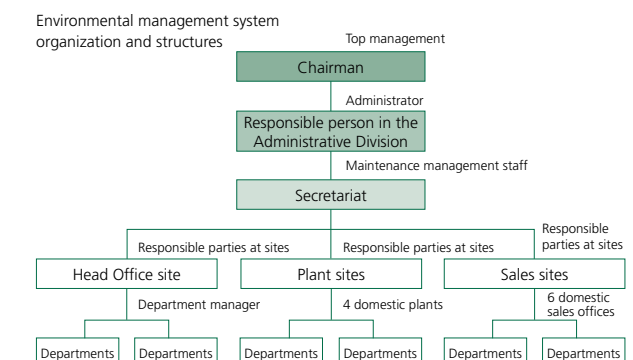 Environmental management system
organization and structures
Top management
Chairman
Administrator
Responsible person in the
Administrative Division
Maintenance management staff
Secretariat
Responsible parties at sites
Responsible parties at sites
Responsible
parties at sites
Head Office site
Plant sites
Sales sites
Department manager
4 domestic plants
6 domestic
sales offices
Departments
Departments
Departments
Departments
Departments
Departments